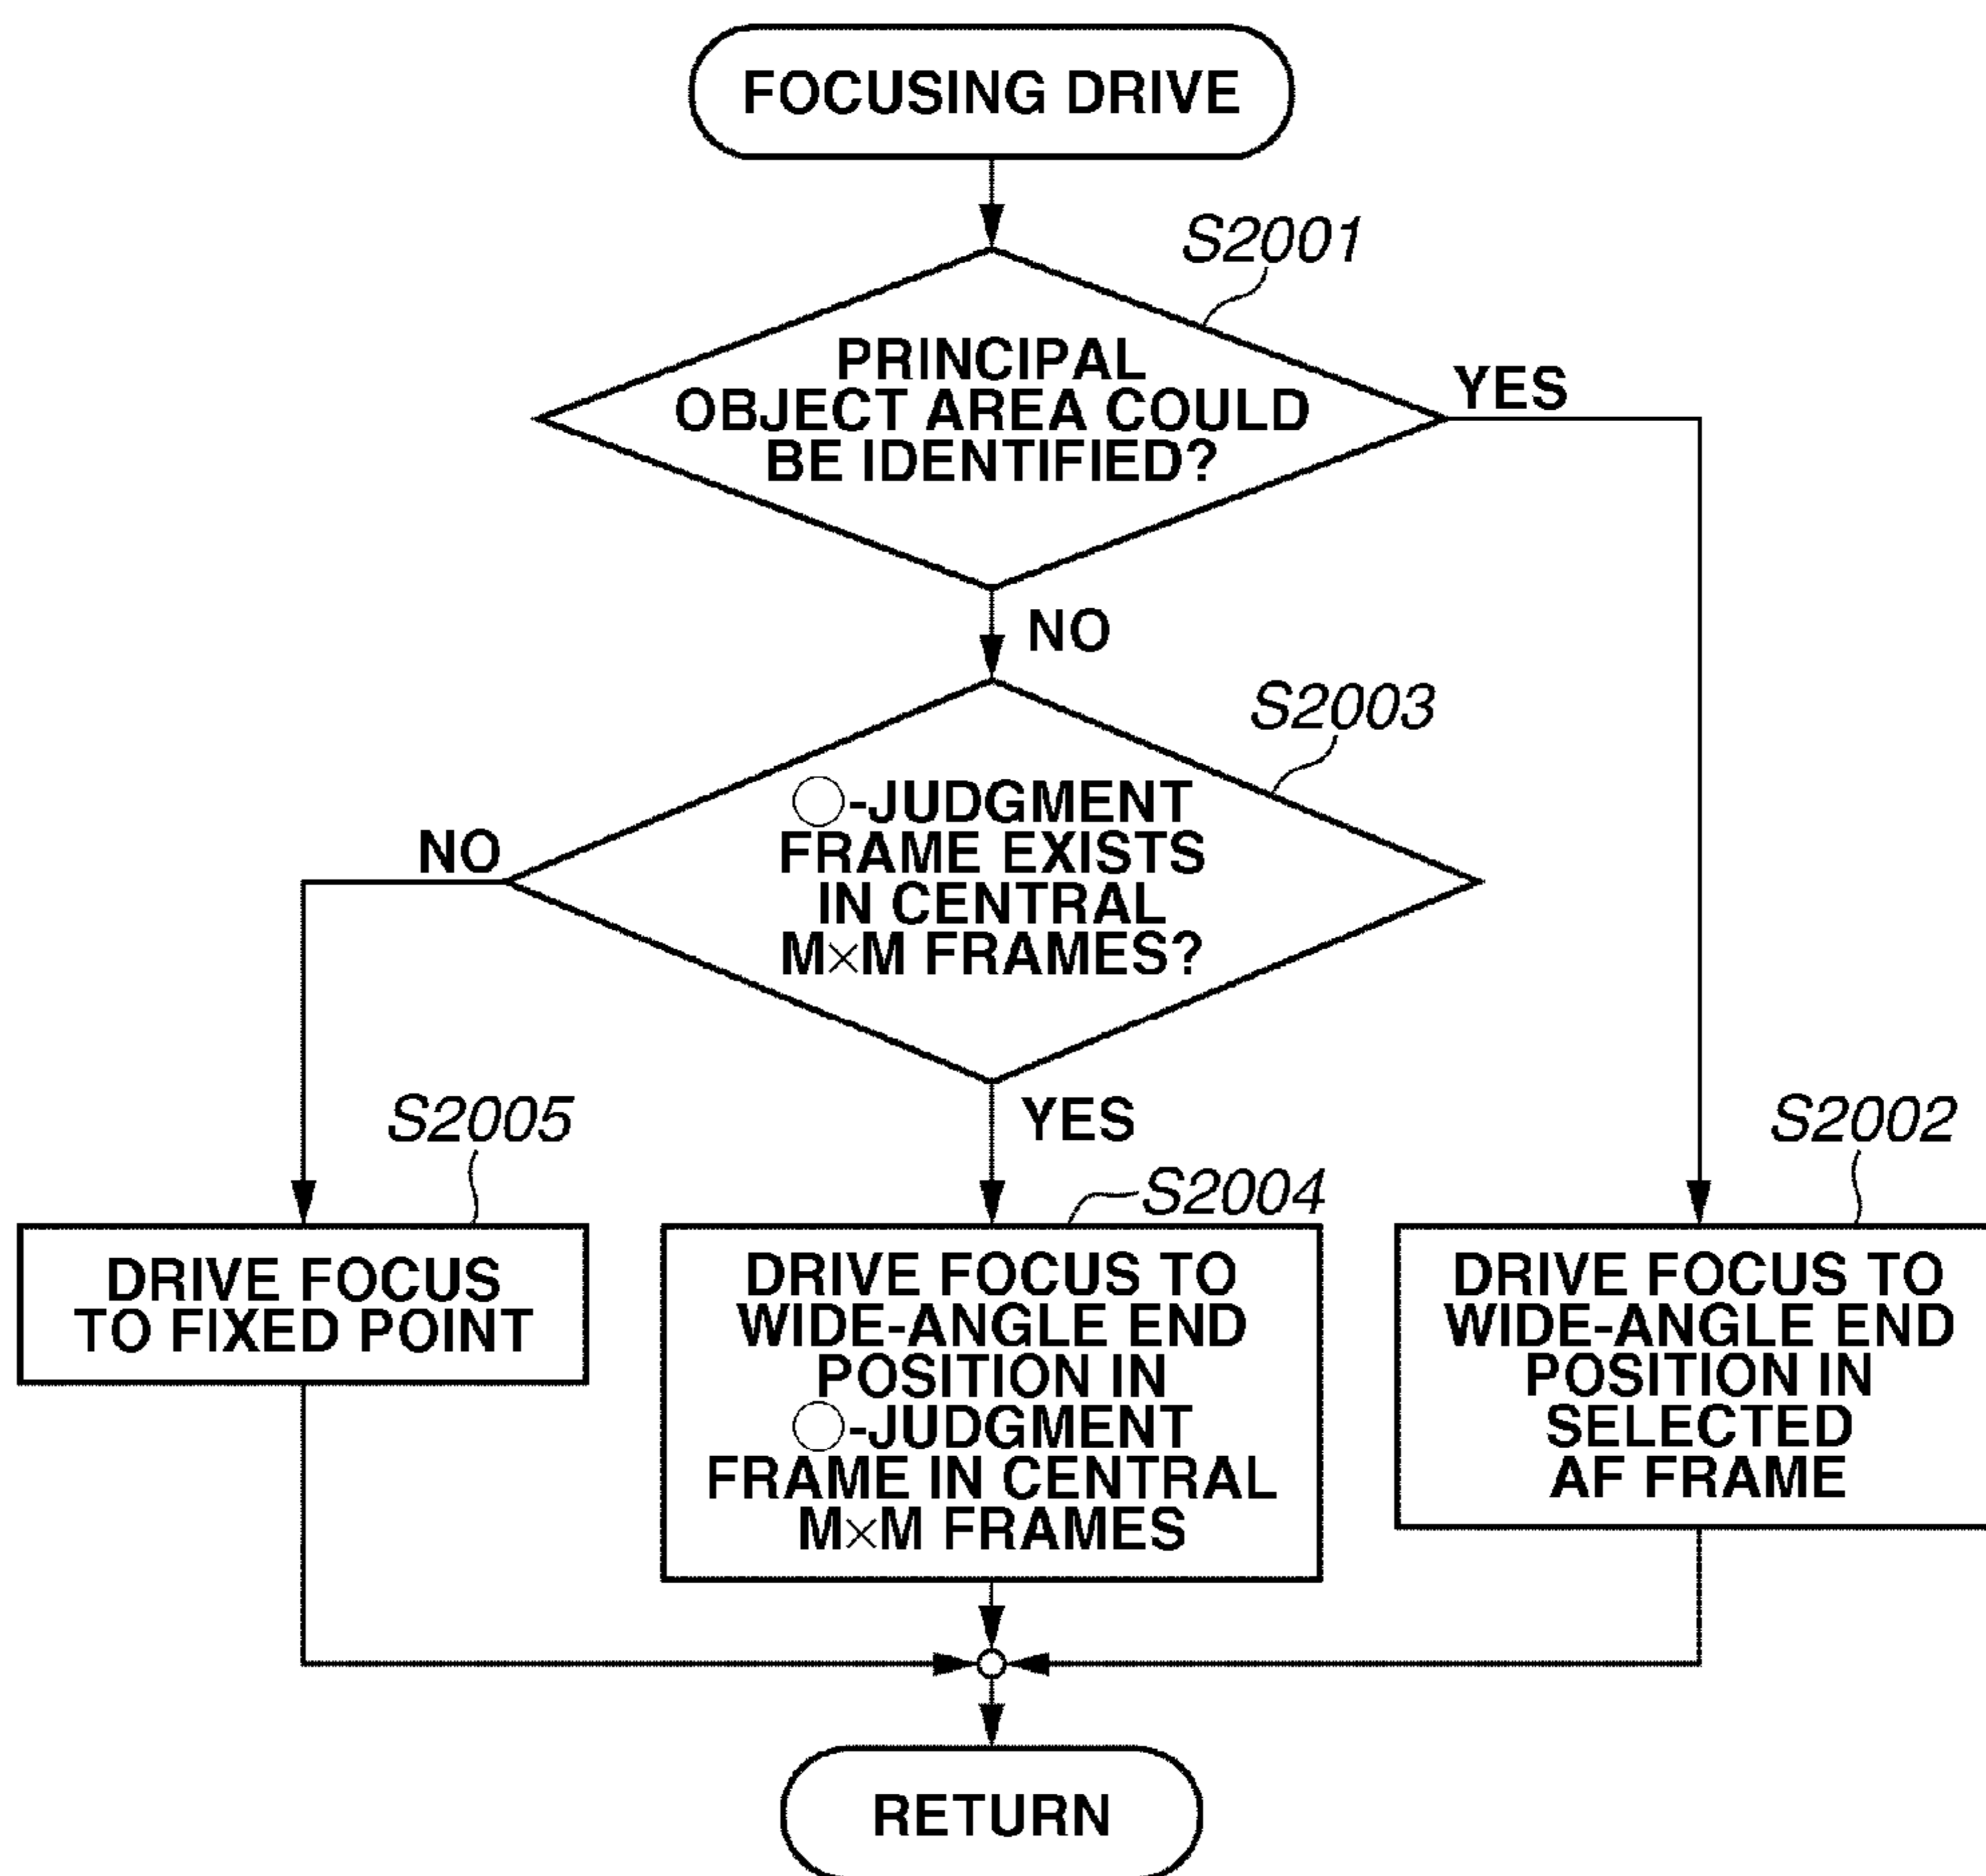 FOCUSING DRIVE
S2001
PRINCIPAL
OBJECT AREA COULD
BE IDENTIFIED?
YES
NO
S2003
○-JUDGMENT
FRAME EXISTS
IN CENTRAL
M×M FRAMES?
NO
YES
S2005
DRIVE FOCUS
TO FIXED POINT
S2004
DRIVE FOCUS TO
WIDE-ANGLE END
POSITION IN
○-JUDGMENT
FRAME IN CENTRAL
M×M FRAMES
S2002
DRIVE FOCUS TO
WIDE-ANGLE END
POSITION IN
SELECTED
AF FRAME
RETURN